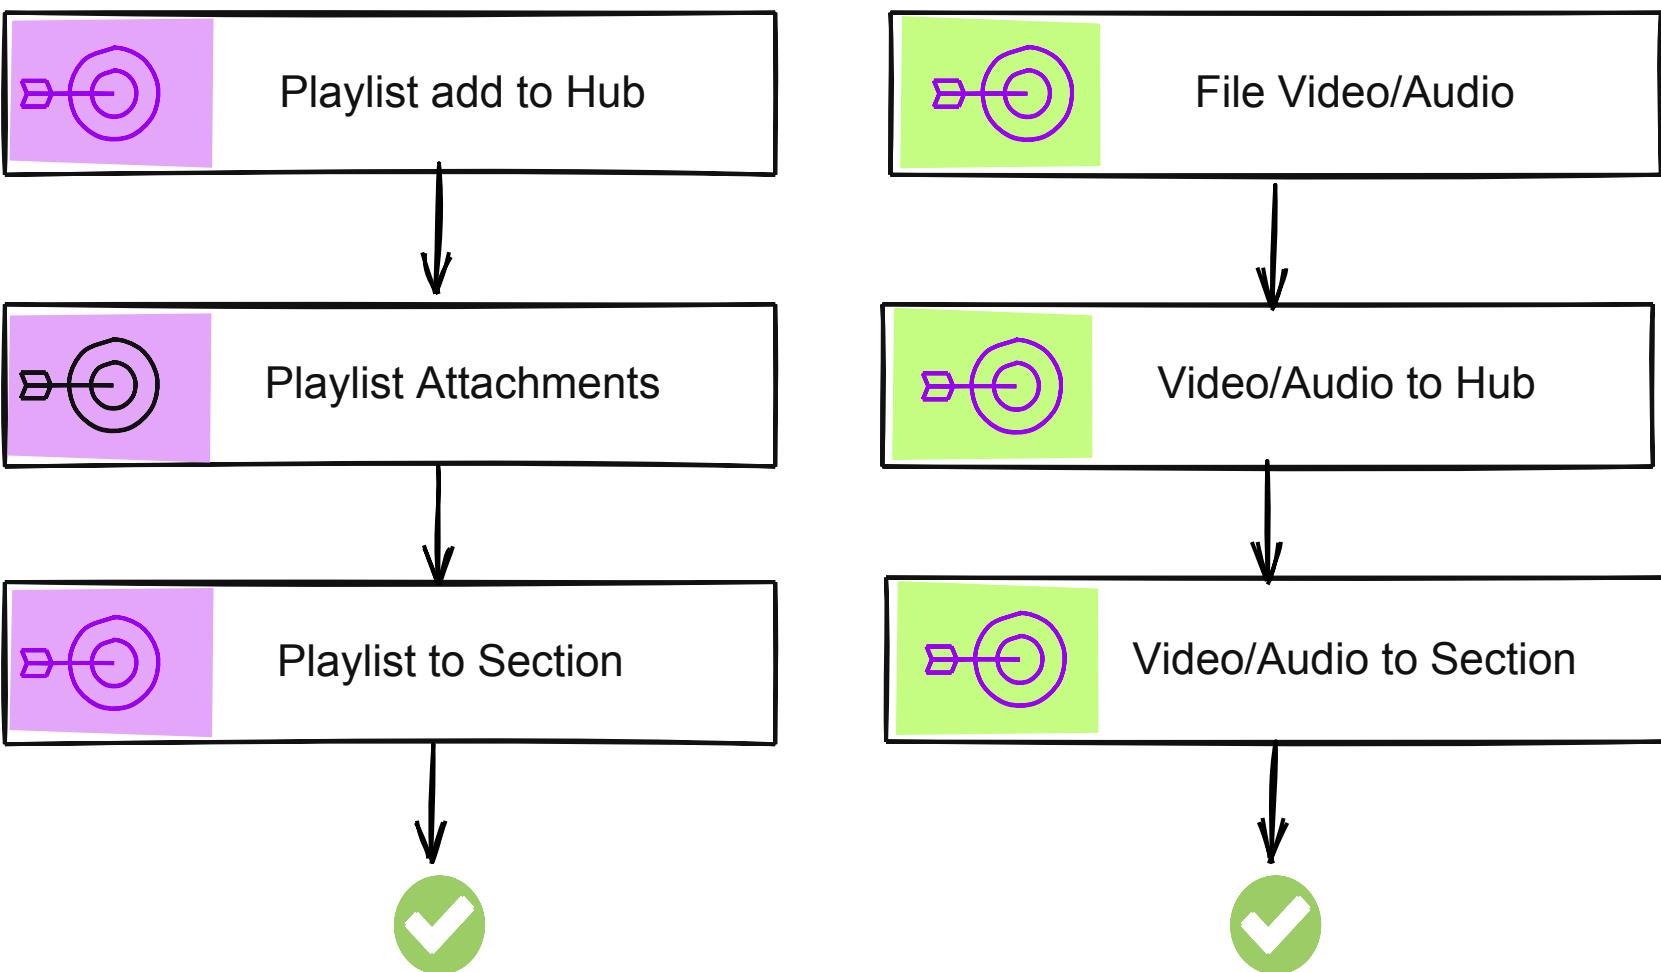 Playlist add to Hub
File Video/Audio
Playlist Attachments
Video/Audio to Hub
Playlist to Section
Video/Audio to Section